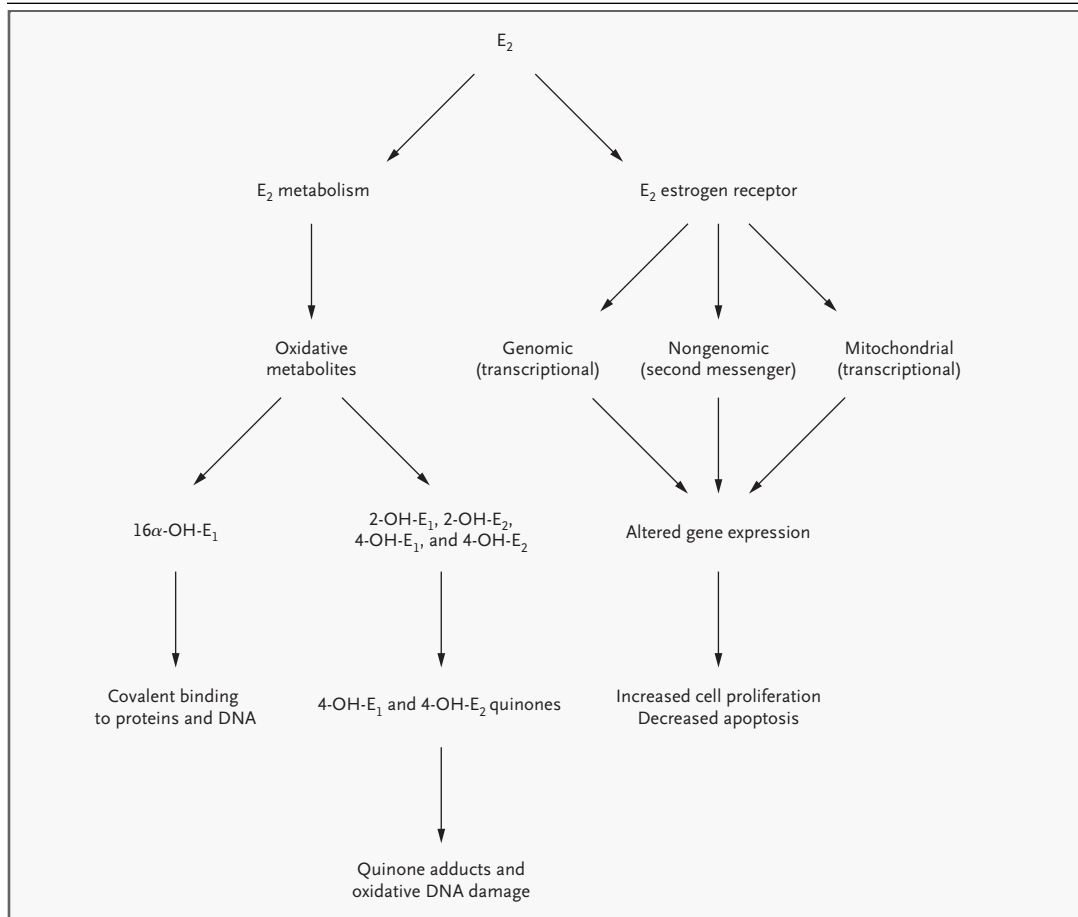 E₂
E₂ metabolism
E₂ estrogen receptor
Oxidative
metabolites
Genomic
(transcriptional)
Nongenomic
(second messenger)
Mitochondrial
(transcriptional)
16α-OH-E₁
2-OH-E₁, 2-OH-E₂,
4-OH-E₁, and 4-OH-E₂
Altered gene expression
Covalent binding
to proteins and DNA
4-OH-E₁ and 4-OH-E₂ quinones
Increased cell proliferation
Decreased apoptosis
Quinone adducts and
oxidative DNA damage